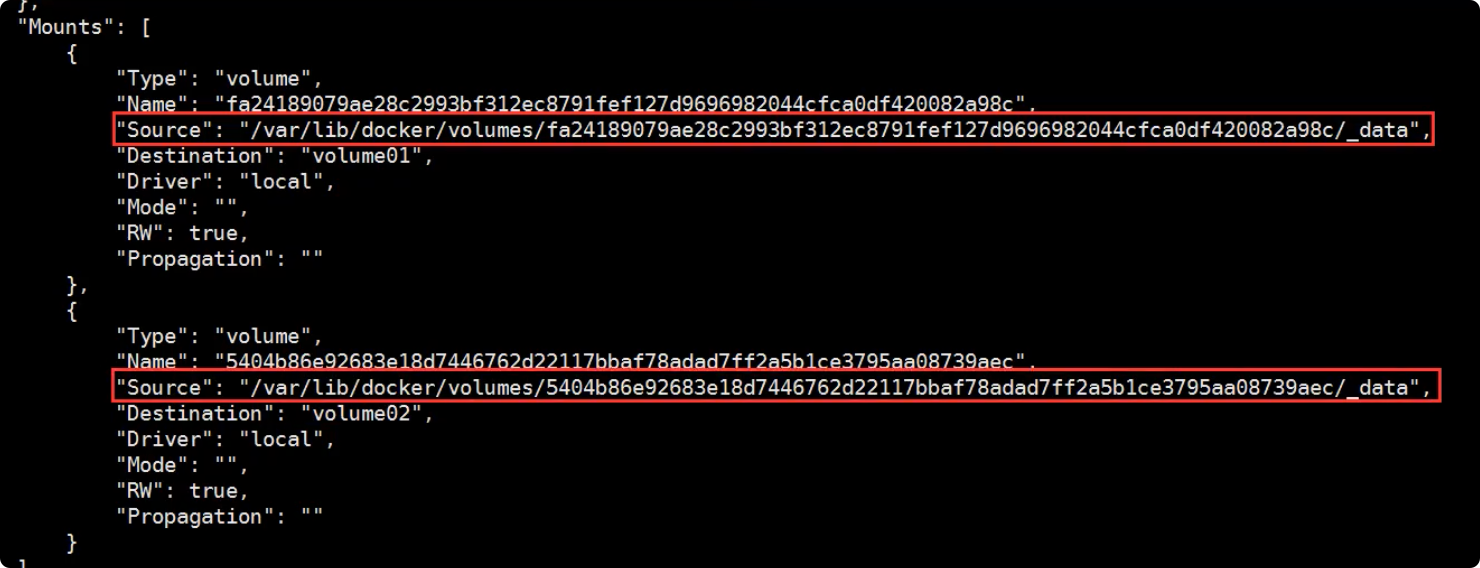 },
"Mounts": [
{
"Type": "volume",
"Name": "fa24189079ae28c2993bf312ec8791fef127d9696982044cfca0df420082a98c",
"Source": "/var/lib/docker/volumes/fa24189079ae28c2993bf312ec8791fef127d9696982044cfca0df420082a98c/_data",
"Destination": "volume01",
"Driver": "local",
"Mode": "",
"RW": true,
"Propagation": ""
},
{
"Type": "volume",
"Name": "5404b86e92683e18d7446762d22117bbaf78adad7ff2a5b1ce3795aa08739aec",
"Source": "/var/lib/docker/volumes/5404b86e92683e18d7446762d22117bbaf78adad7ff2a5b1ce3795aa08739aec/_data",
"Destination": "volume02",
"Driver": "local",
"Mode": "",
"RW": true,
"Propagation": ""
}
]